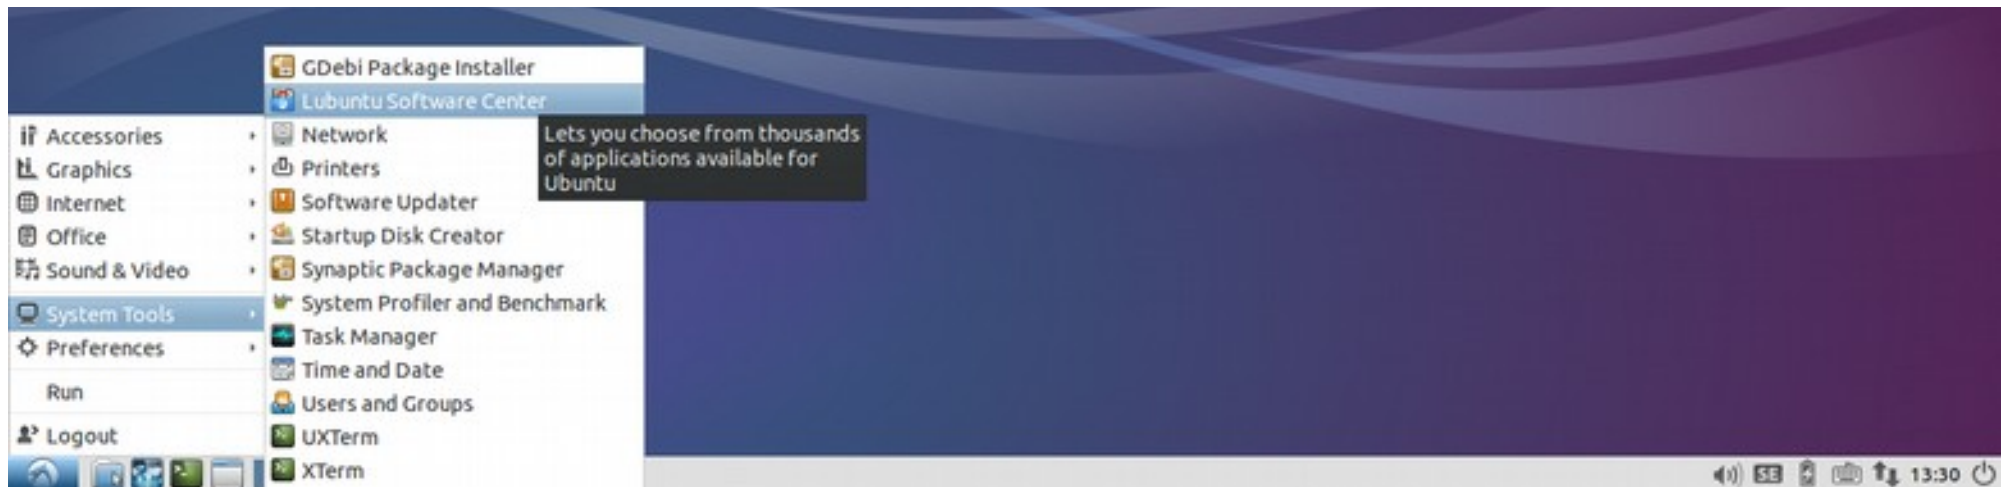 Accessories
Graphics
Internet
Office
Sound & Video
System Tools
Preferences
Run
Logout
GDebi Package Installer
Lubuntu Software Center
Network
Printers
Software Updater
Startup Disk Creator
Synaptic Package Manager
System Profiler and Benchmark
Task Manager
Time and Date
Users and Groups
UXTerm
XTerm
Lets you choose from thousands
of applications available for
Ubuntu
SE
13:30